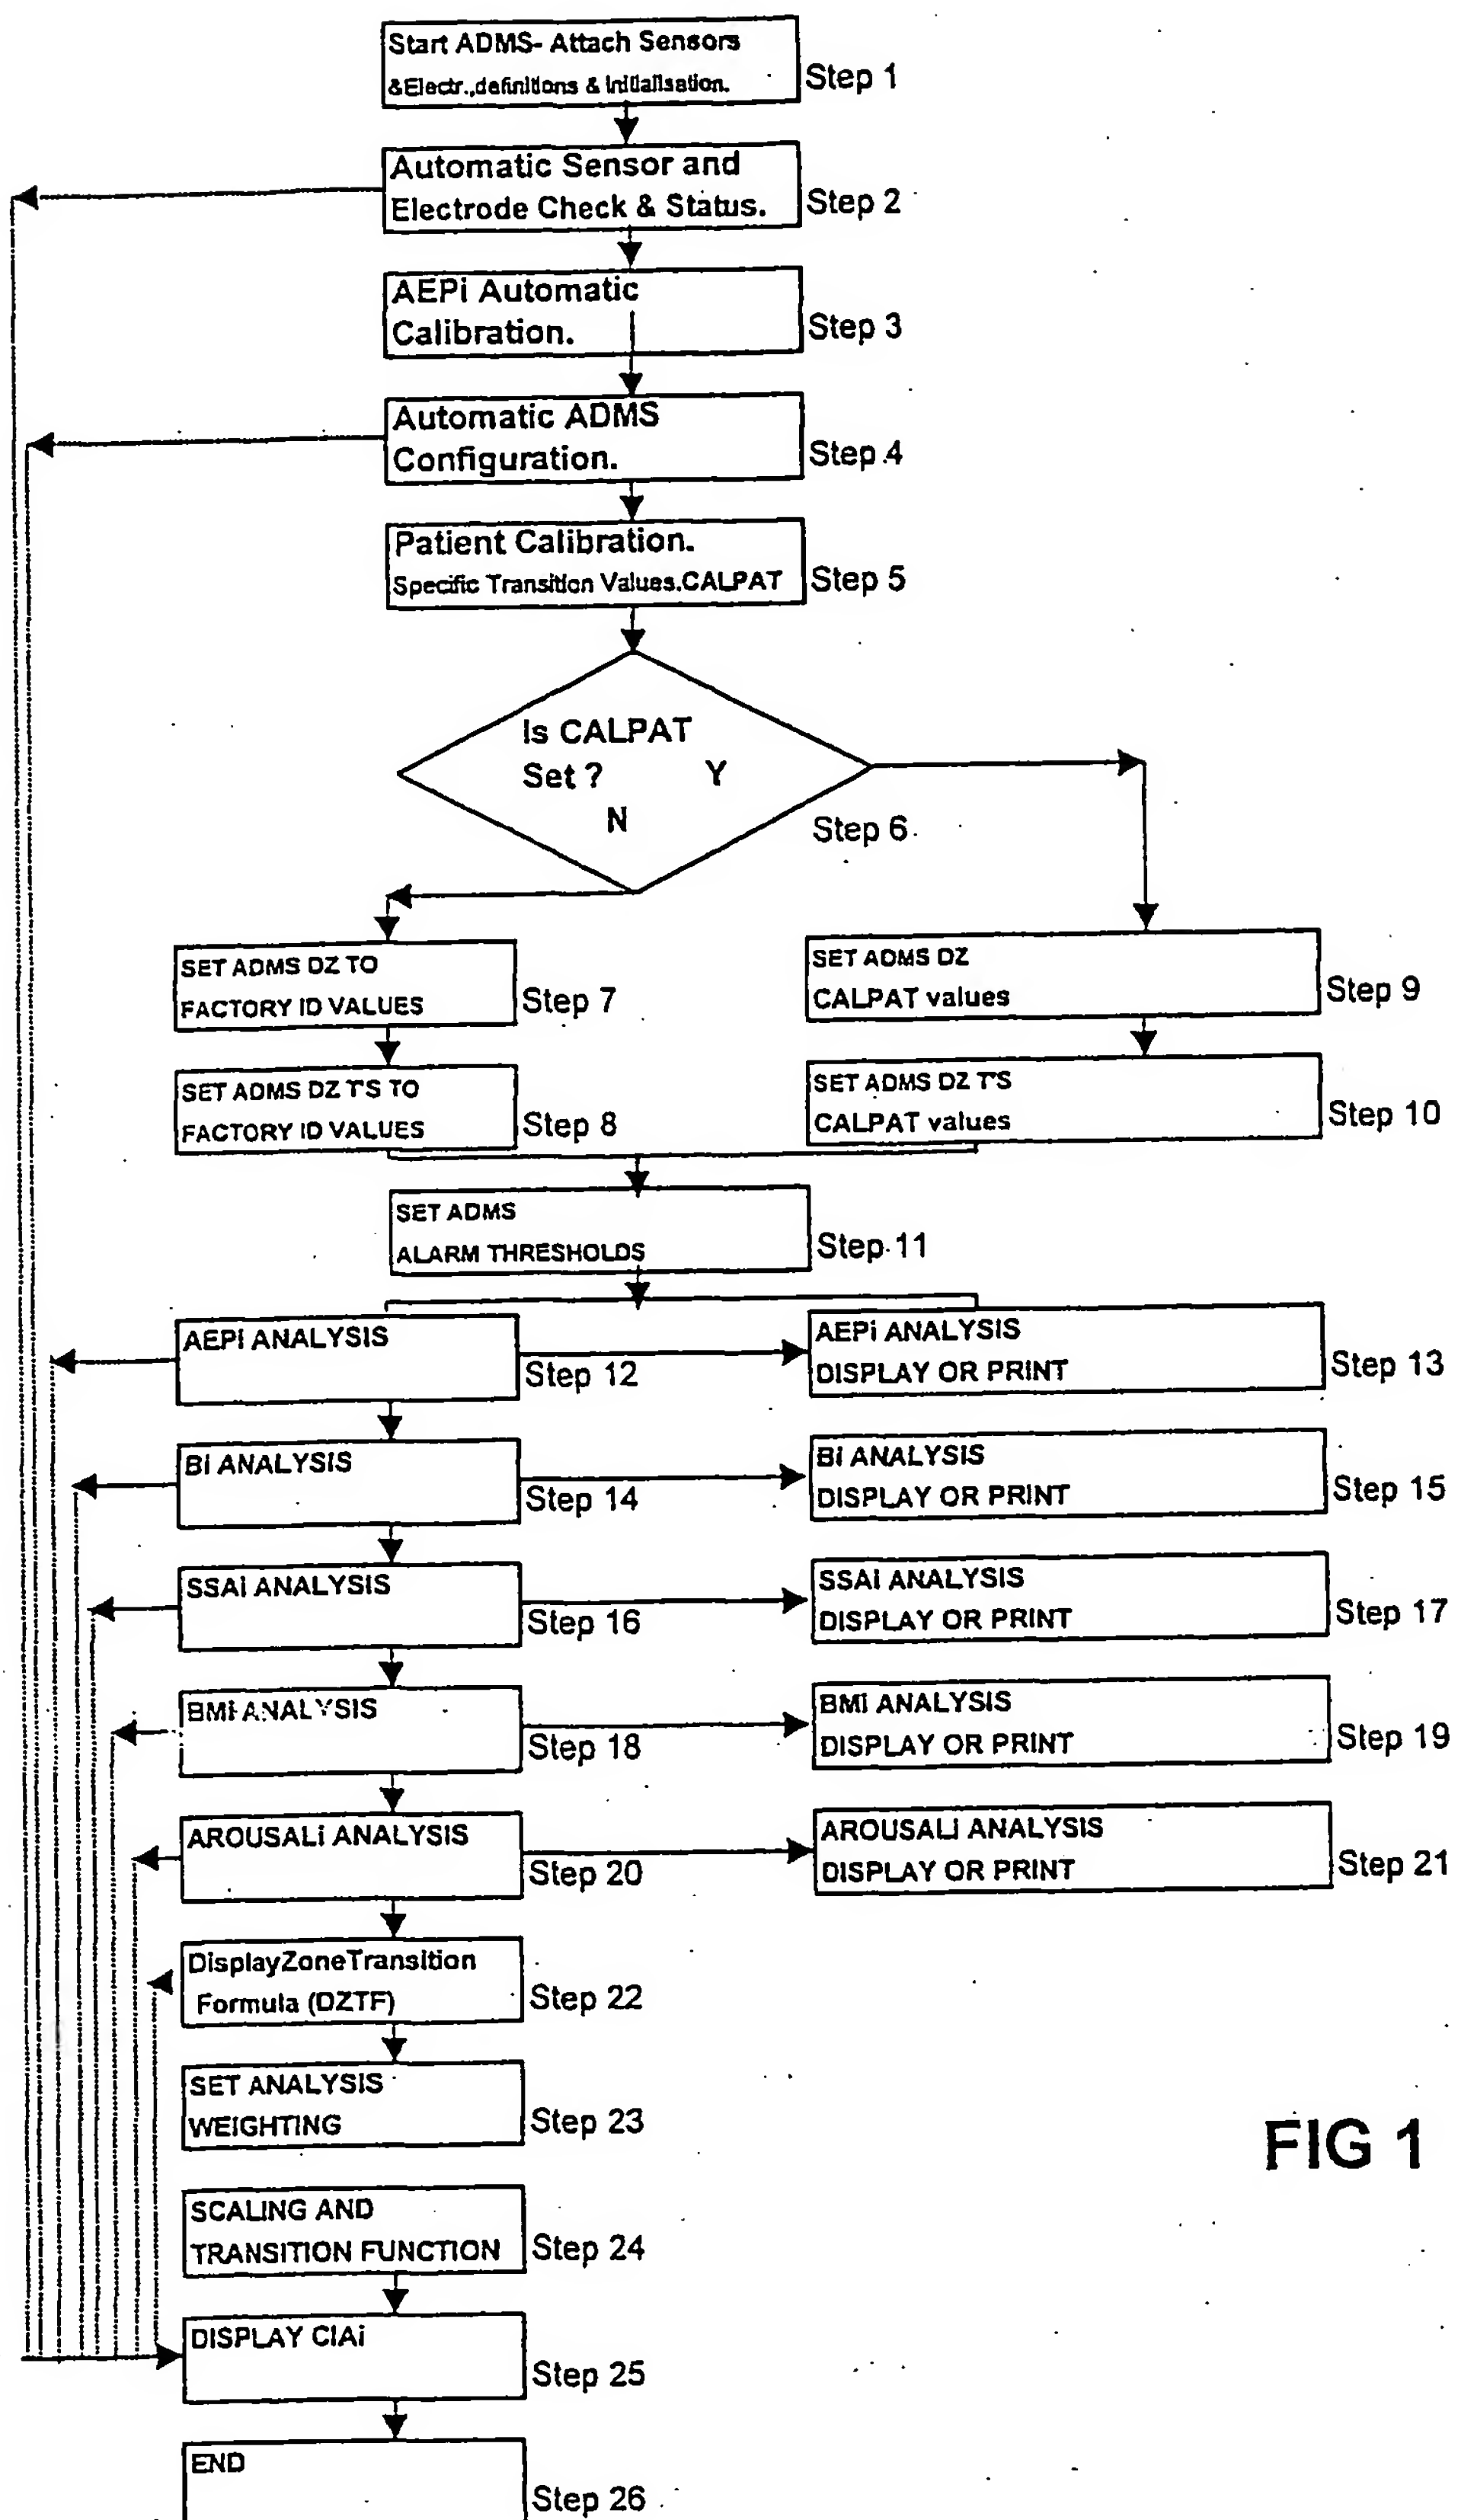 Start ADMS- Attach Sensors
&Electr.,definitions & initialisation.
Step 1
Automatic Sensor and
Electrode Check & Status.
Step 2
AEPi Automatic
Calibration.
Step 3
Automatic ADMS
Configuration.
Step 4
Patient Calibration.
Specific Transition Values.CALPAT
Step 5
Is CALPAT
Set ? Y
N
Step 6
SET ADMS DZ TO
FACTORY ID VALUES
Step 7
SET ADMS DZ
CALPAT values
Step 9
SET ADMS DZ T'S TO
FACTORY ID VALUES
Step 8
SET ADMS DZ T'S
CALPAT values
Step 10
SET ADMS
ALARM THRESHOLDS
Step 11
AEPi ANALYSIS
Step 12
AEPi ANALYSIS
DISPLAY OR PRINT
Step 13
Bi ANALYSIS
Step 14
Bi ANALYSIS
DISPLAY OR PRINT
Step 15
SSAi ANALYSIS
Step 16
SSAi ANALYSIS
DISPLAY OR PRINT
Step 17
BMi ANALYSIS
Step 18
BMi ANALYSIS
DISPLAY OR PRINT
Step 19
AROUSALi ANALYSIS
Step 20
AROUSALi ANALYSIS
DISPLAY OR PRINT
Step 21
DisplayZoneTransition
Formula (DZTF)
Step 22
SET ANALYSIS
WEIGHTING
Step 23
FIG 1
SCALING AND
TRANSITION FUNCTION
Step 24
DISPLAY CIAi
Step 25
END
Step 26